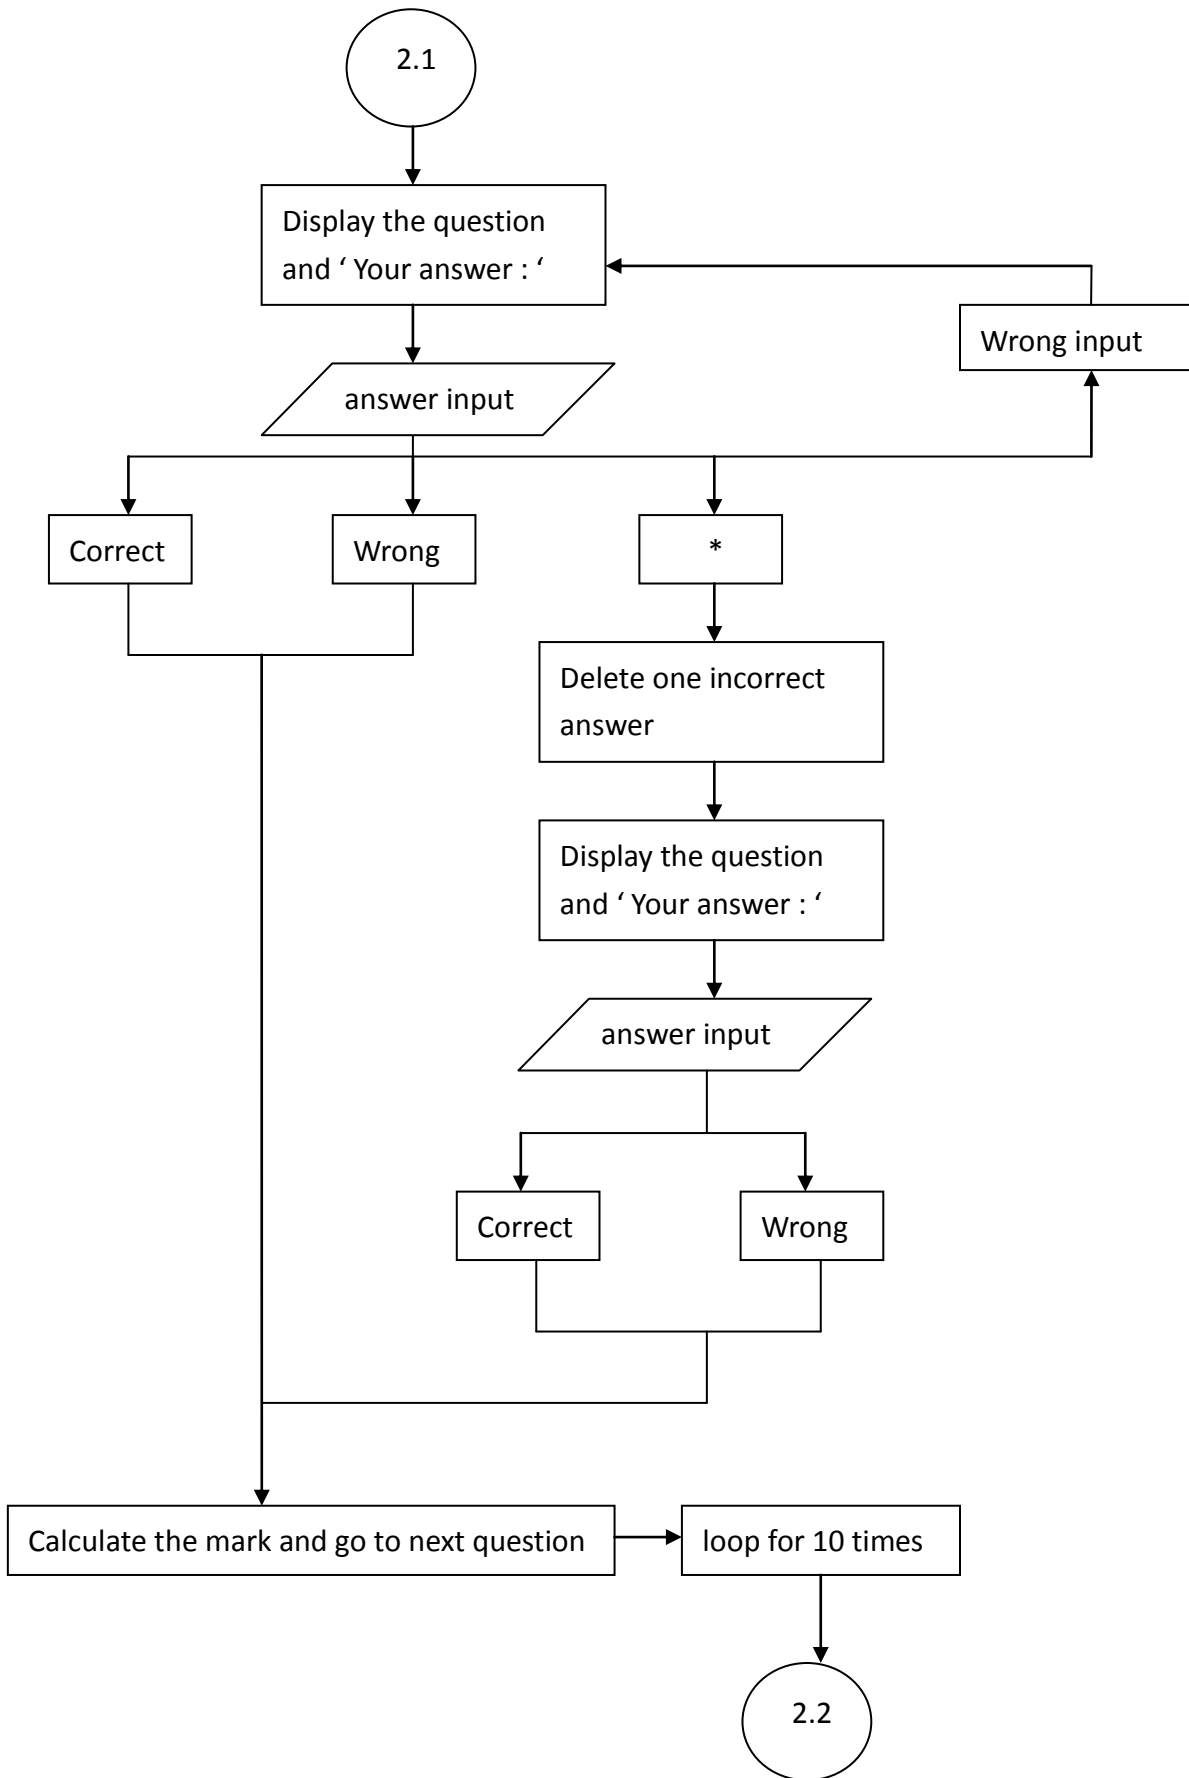 2.1
Display the question
and ‘ Your answer : ‘
Wrong input
answer input
Correct
Wrong
*
Delete one incorrect
answer
Display the question
and ‘ Your answer : ‘
answer input
Correct
Wrong
Calculate the mark and go to next question
loop for 10 times
2.2